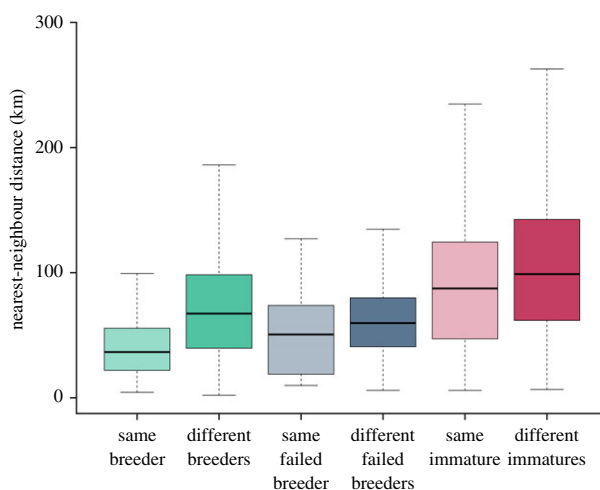 300
200
100
0
nearest-neighbour distance (km)
same
breeder
different
breeders
same
failed
breeder
different
failed
breeders
same
immature
different
immatures